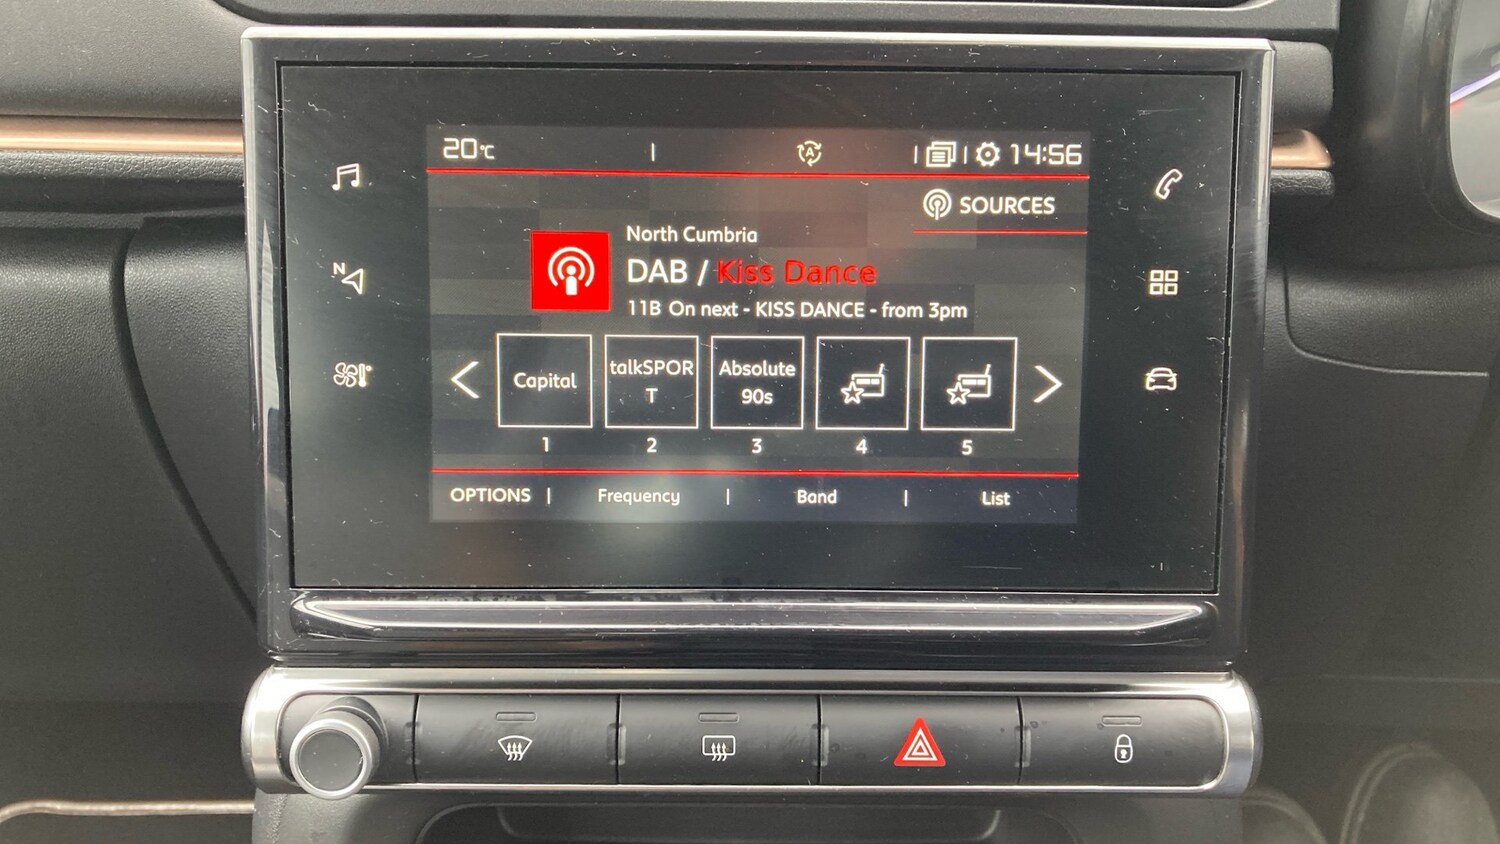 20°C
A
14:56
SOURCES
North Cumbria
DAB / Kiss Dance
11B On next - KISS DANCE - from 3pm
N
Capital
talkSPOR
T
Absolute
90s
1
2
3
4
5
OPTIONS | Frequency | Band | List